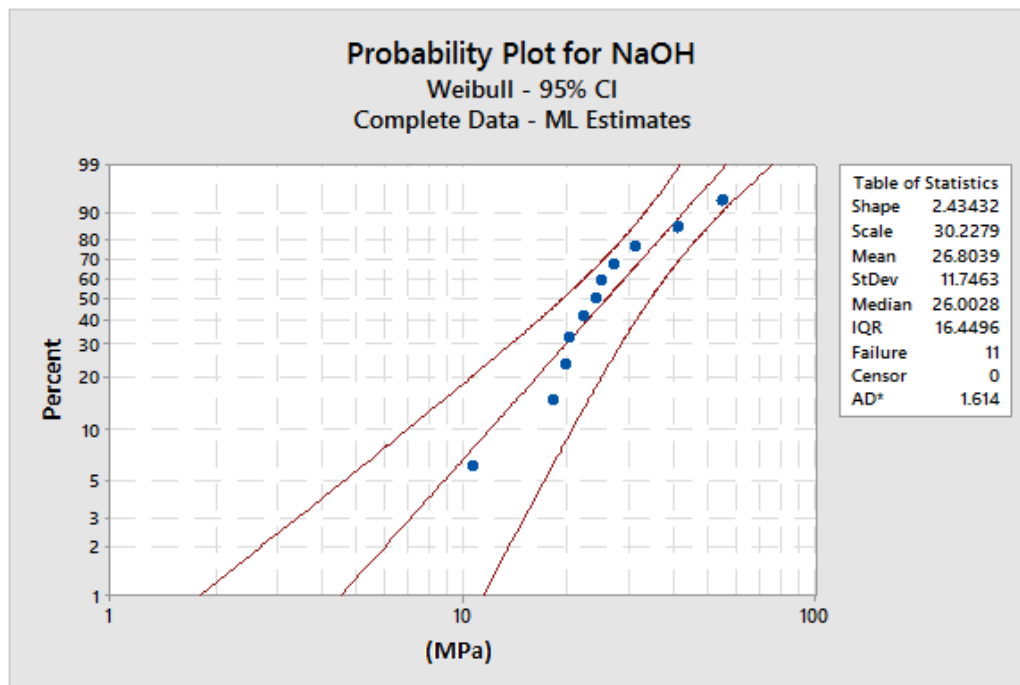 Probability Plot for NaOH
Weibull - 95% CI
Complete Data - ML Estimates
99
90
80
70
60
50
40
30
20
10
5
3
2
1
Percent
1
10
100
(MPa)
Table of Statistics
Shape 2.43432
Scale 30.2279
Mean 26.8039
StDev 11.7463
Median 26.0028
IQR 16.4496
Failure 11
Censor 0
AD* 1.614